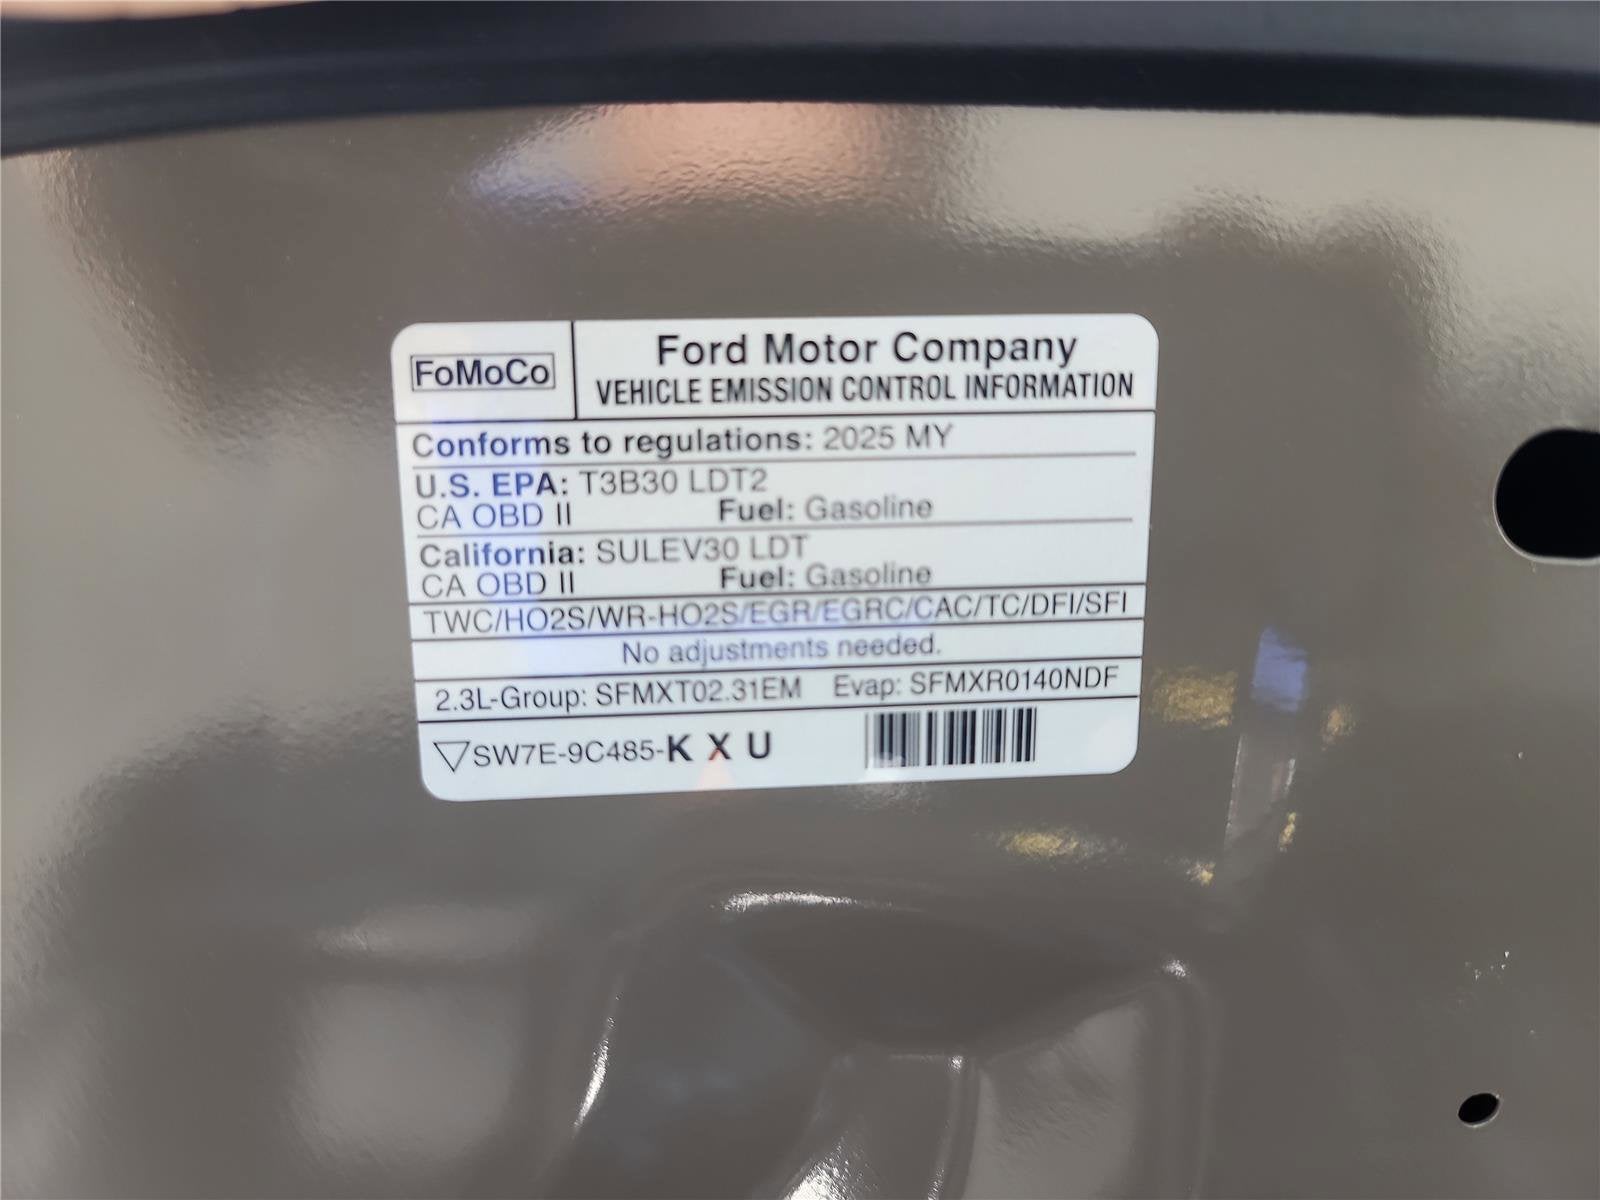 FoMoCo
Ford Motor Company
VEHICLE EMISSION CONTROL INFORMATION
Conforms to regulations: 2025 MY
U.S. EPA: T3B30 LDT2
CA OBD II Fuel: Gasoline
California: SULEV30 LDT
CA OBD II Fuel: Gasoline
TWC/HO2S/WR-HO2S/EGR/EGRC/CAC/TC/DFI/SFI
No adjustments needed.
2.3L-Group: SFMXT02.31EM Evap: SFMXR0140NDF
SW7E-9C485-K X U